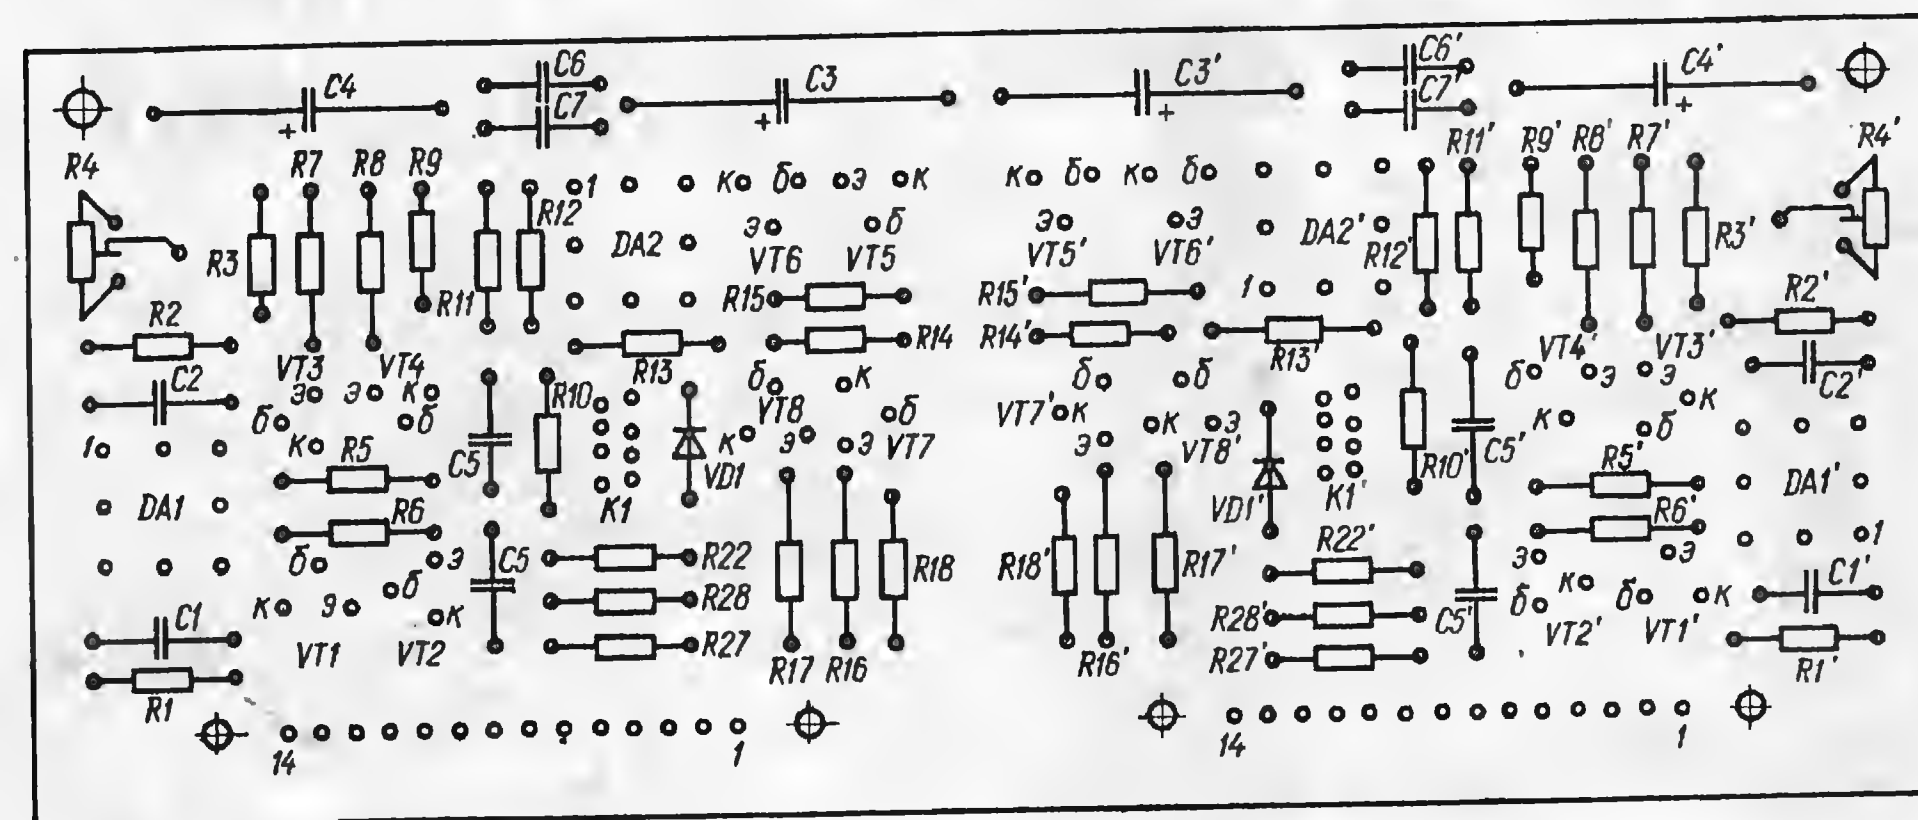 C4
+
C6
C7
C3
+
C3'
+
C6'
C7'
C4'
+
R4
R7
R8
R9
R11'
R9'
R8'
R7'
R4'
R3
R11
R12
1
DA2
к
б
э
к
э
б
VT6
VT5
к
б
к
б
э
э
VT5'
VT6'
DA2'
1
R12'
R3'
R2
R15
R14
R15'
R14'
R2'
VT3
VT4
R13
R13'
VT4'
VT3'
C2
э
э
к
б
к
б
R10
б
к
VT8
б
к
э
э
VT7
б
б
VT7'
к
к
э
э
VT8'
б
э
э
к
к
б
C2'
1
DA1
R5
R6
C5
K1
VD1
VD1'
K1'
R10'
C5'
R5'
R6'
DA1'
1
б
э
б
к
э
к
VT1
VT2
C5
R22
R28
R27
R18
R17
R16
R18'
R17'
R16'
R22'
R28'
R27'
C5'
э
э
к
б
б
к
VT2'
VT1'
C1
R1
C1'
R1'
14
1
14
1